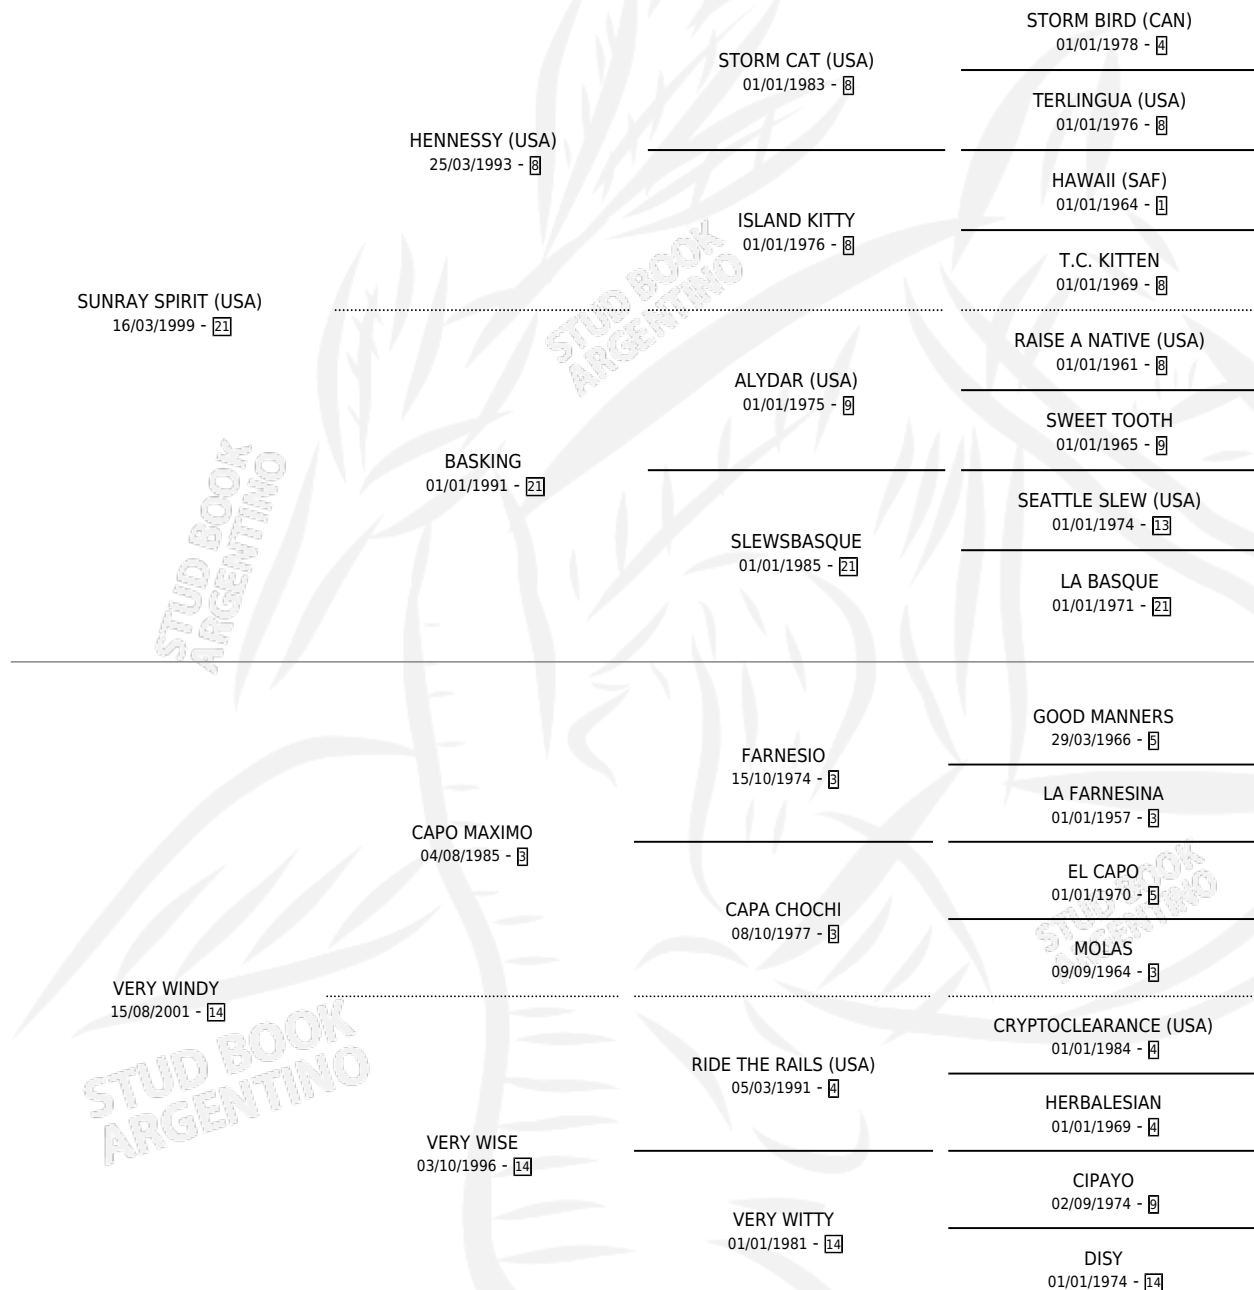 STORM BIRD (CAN)
01/01/1978 - 4
STORM CAT (USA)
01/01/1983 - 8
TERLINGUA (USA)
01/01/1976 - 8
HENNESSY (USA)
25/03/1993 - 8
HAWAII (SAF)
01/01/1964 - 1
ISLAND KITTY
01/01/1976 - 8
T.C. KITTEN
01/01/1969 - 8
SUNRAY SPIRIT (USA)
16/03/1999 - 21
RAISE A NATIVE (USA)
01/01/1961 - 8
ALYDAR (USA)
01/01/1975 - 9
SWEET TOOTH
01/01/1965 - 9
BASKING
01/01/1991 - 21
SEATTLE SLEW (USA)
01/01/1974 - 13
SLEWSBASQUE
01/01/1985 - 21
LA BASQUE
01/01/1971 - 21
GOOD MANNERS
29/03/1966 - 5
FARNESIO
15/10/1974 - 3
LA FARNESINA
01/01/1957 - 3
CAPO MAXIMO
04/08/1985 - 3
EL CAPO
01/01/1970 - 5
CAPA CHOCHI
08/10/1977 - 3
MOLAS
09/09/1964 - 3
VERY WINDY
15/08/2001 - 14
CRYPTOCLEARANCE (USA)
01/01/1984 - 4
RIDE THE RAILS (USA)
05/03/1991 - 4
HERBALESIAN
01/01/1969 - 4
VERY WISE
03/10/1996 - 14
CIPAYO
02/09/1974 - 9
VERY WITTY
01/01/1981 - 14
DISY
01/01/1974 - 14
STUD BOOK
ARGENTINO
STUD BOOK
ARGENTINO
STUD BOOK
ARGENTINO
STUD BOOK
ARGENTINO